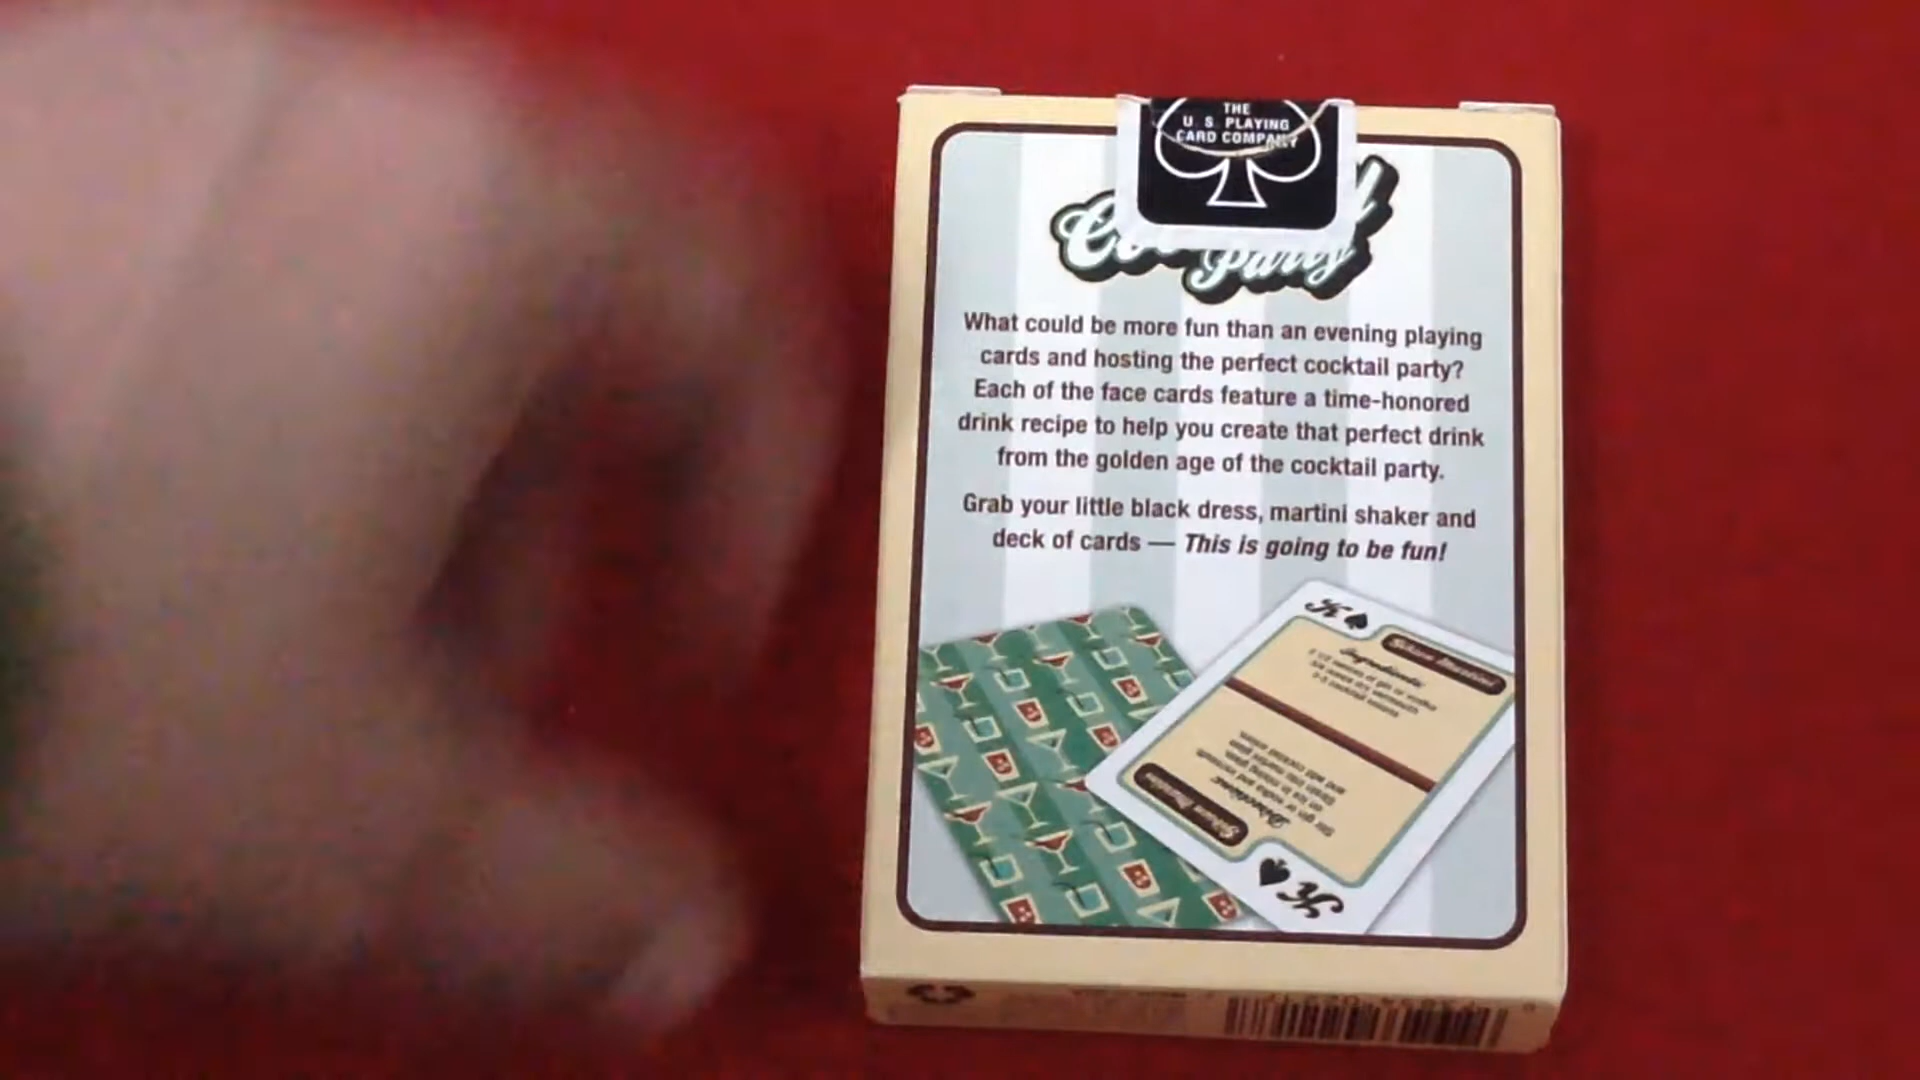 THE
U.S. PLAYING
CARD COMPANY
Party
What could be more fun than an evening playing
cards and hosting the perfect cocktail party?
Each of the face cards feature a time-honored
drink recipe to help you create that perfect drink
from the golden age of the cocktail party.
Grab your little black dress, martini shaker and
deck of cards — This is going to be fun!
K
Ingredients:
Directions:
K